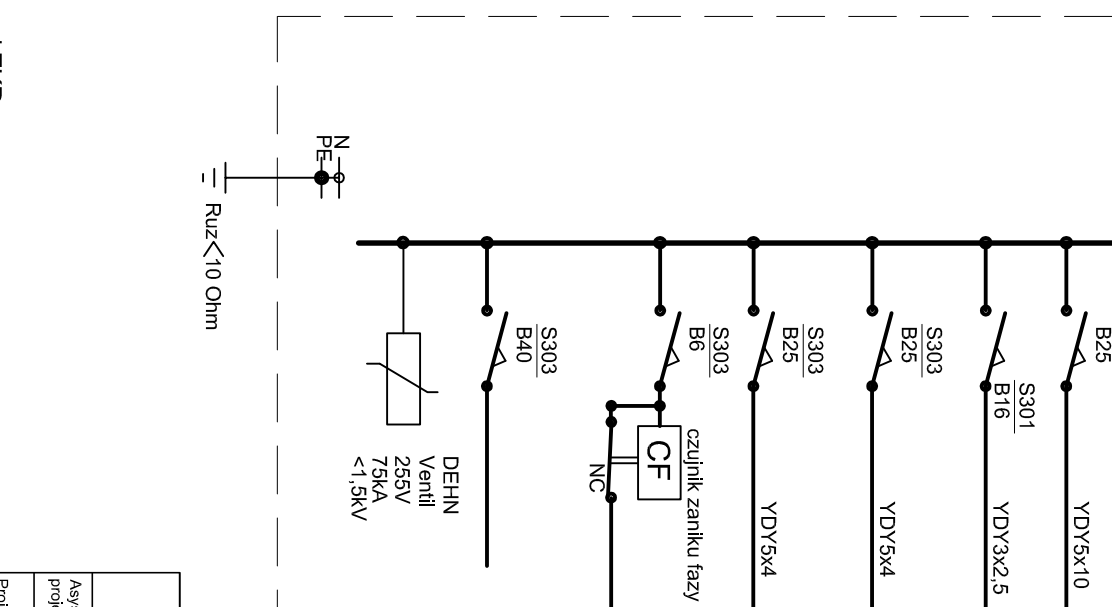 N
PE
Ruz<10 Ohm
DEHN
Ventil
255V
75kA
<1,5kV
S303
B40
S303
B6
czujnik zaniku fazy
CF
NC
S303
B25
YDY5x4
S303
B25
YDY5x4
S301
B16
YDY3x2,5
B25
YDY5x10